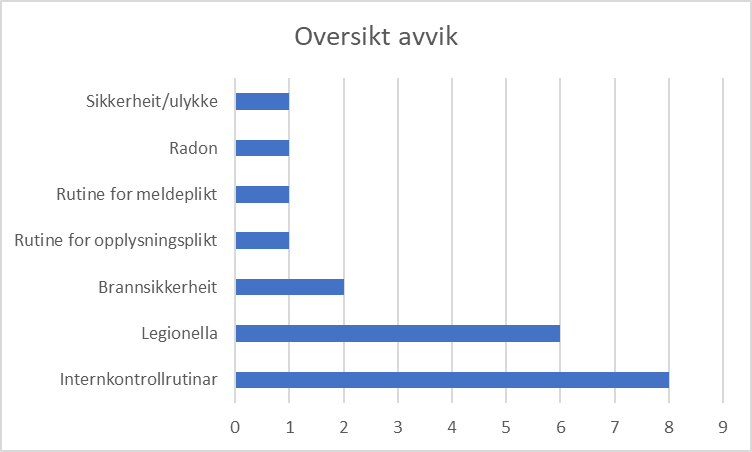 Oversikt avvik
Sikkerheit/ulykke
Radon
Rutine for meldeplikt
Rutine for opplysningsplikt
Brannsikkerheit
Legionella
Internkontrollrutinar
0 1 2 3 4 5 6 7 8 9